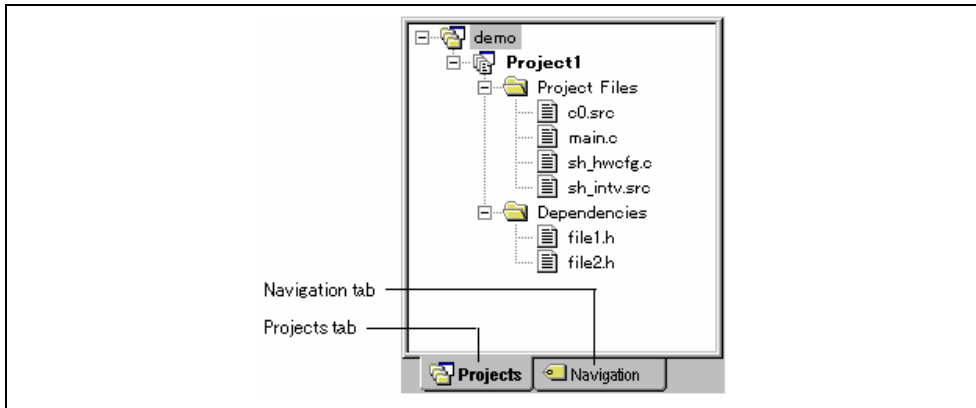 demo
Project1
Project Files
c0.src
main.c
sh_hwcfg.c
sh_intv.src
Dependencies
file1.h
file2.h
Navigation tab
Projects tab
Projects
Navigation